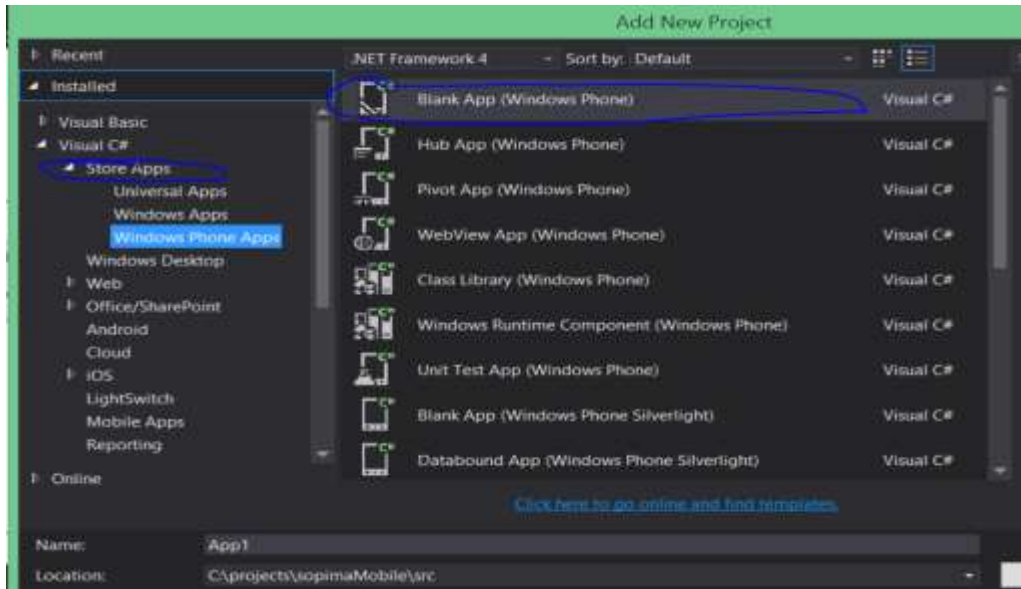 Add New Project
Recent
.NET Framework 4 Sort by: Default
Installed
Visual Basic
Visual C#
Store Apps
Universal Apps
Windows Apps
Windows Phone Apps
Windows Desktop
Web
Office/SharePoint
Android
Cloud
iOS
LightSwitch
Mobile Apps
Reporting
Online
Blank App (Windows Phone) Visual C#
Hub App (Windows Phone) Visual C#
Pivot App (Windows Phone) Visual C#
WebView App (Windows Phone) Visual C#
Class Library (Windows Phone) Visual C#
Windows Runtime Component (Windows Phone) Visual C#
Unit Test App (Windows Phone) Visual C#
Blank App (Windows Phone Silverlight) Visual C#
Databound App (Windows Phone Silverlight) Visual C#
Click here to go online and find templates.
Name: App1
Location: C:\projects\sopimaMobile\src